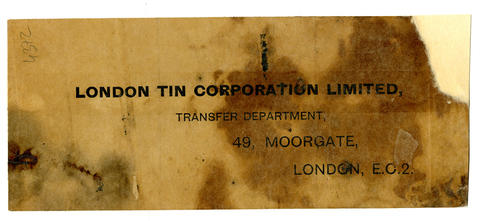 LONDON TIN CORPORATION LIMITED,
TRANSFER DEPARTMENT,
49, MOORGATE,
LONDON, E.C.2.